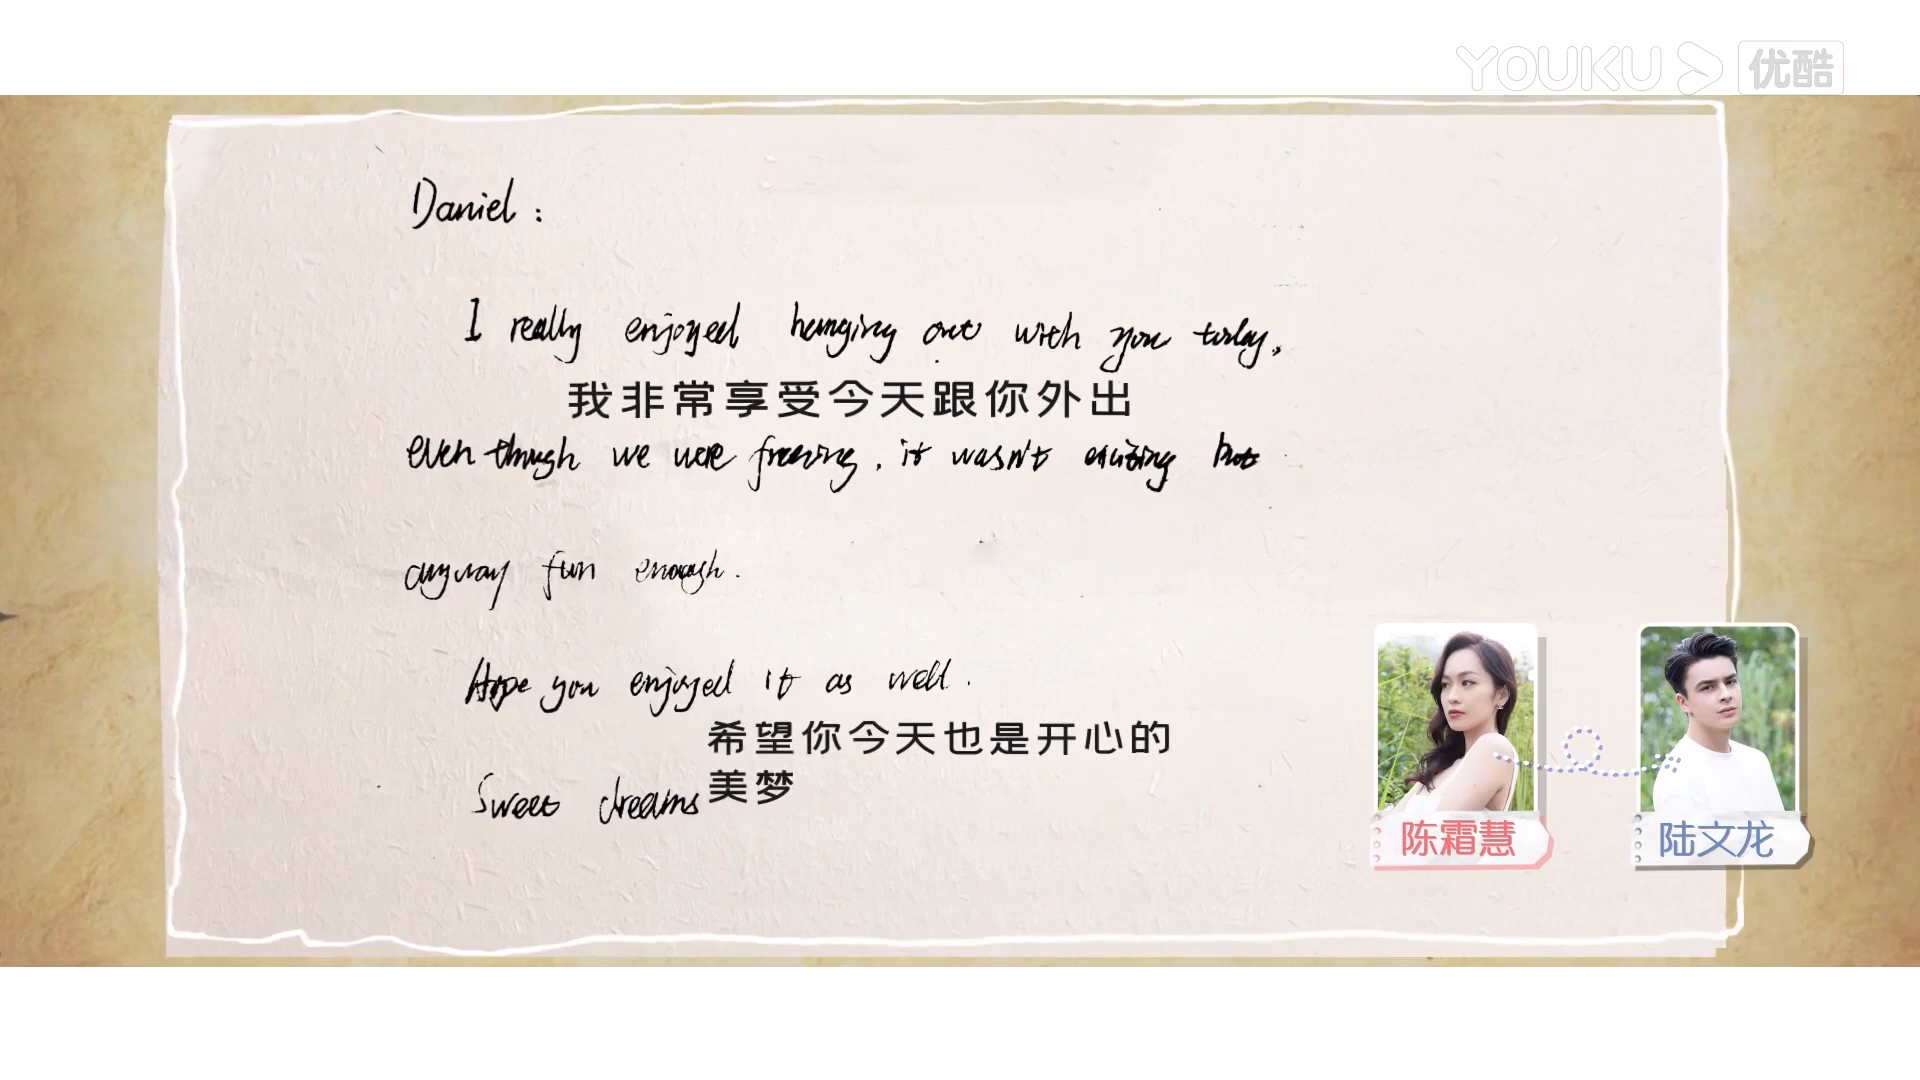 YOUKU 优酷
Daniel:
I really enjoyed hanging out with you today,
我非常享受今天跟你外出
even though we were freezing, it wasn't exciting but
anyway fun enough.
Hope you enjoyed it as well.
希望你今天也是开心的
Sweet dreams 美梦
陈霜慧
陆文龙